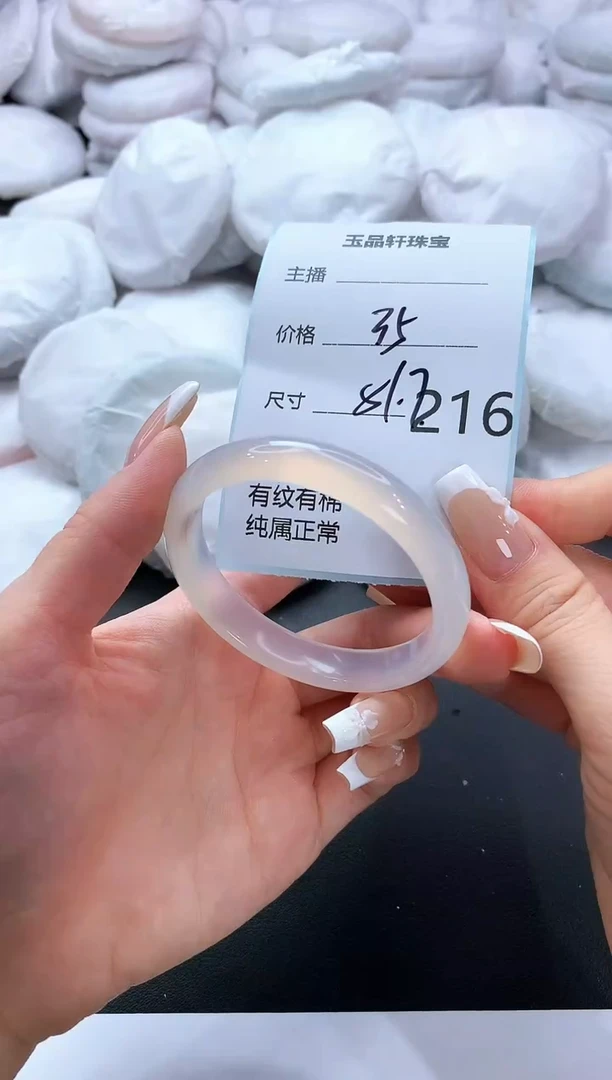 玉品轩珠宝
主播
价格 35
尺寸
216
有纹有棉
纯属正常